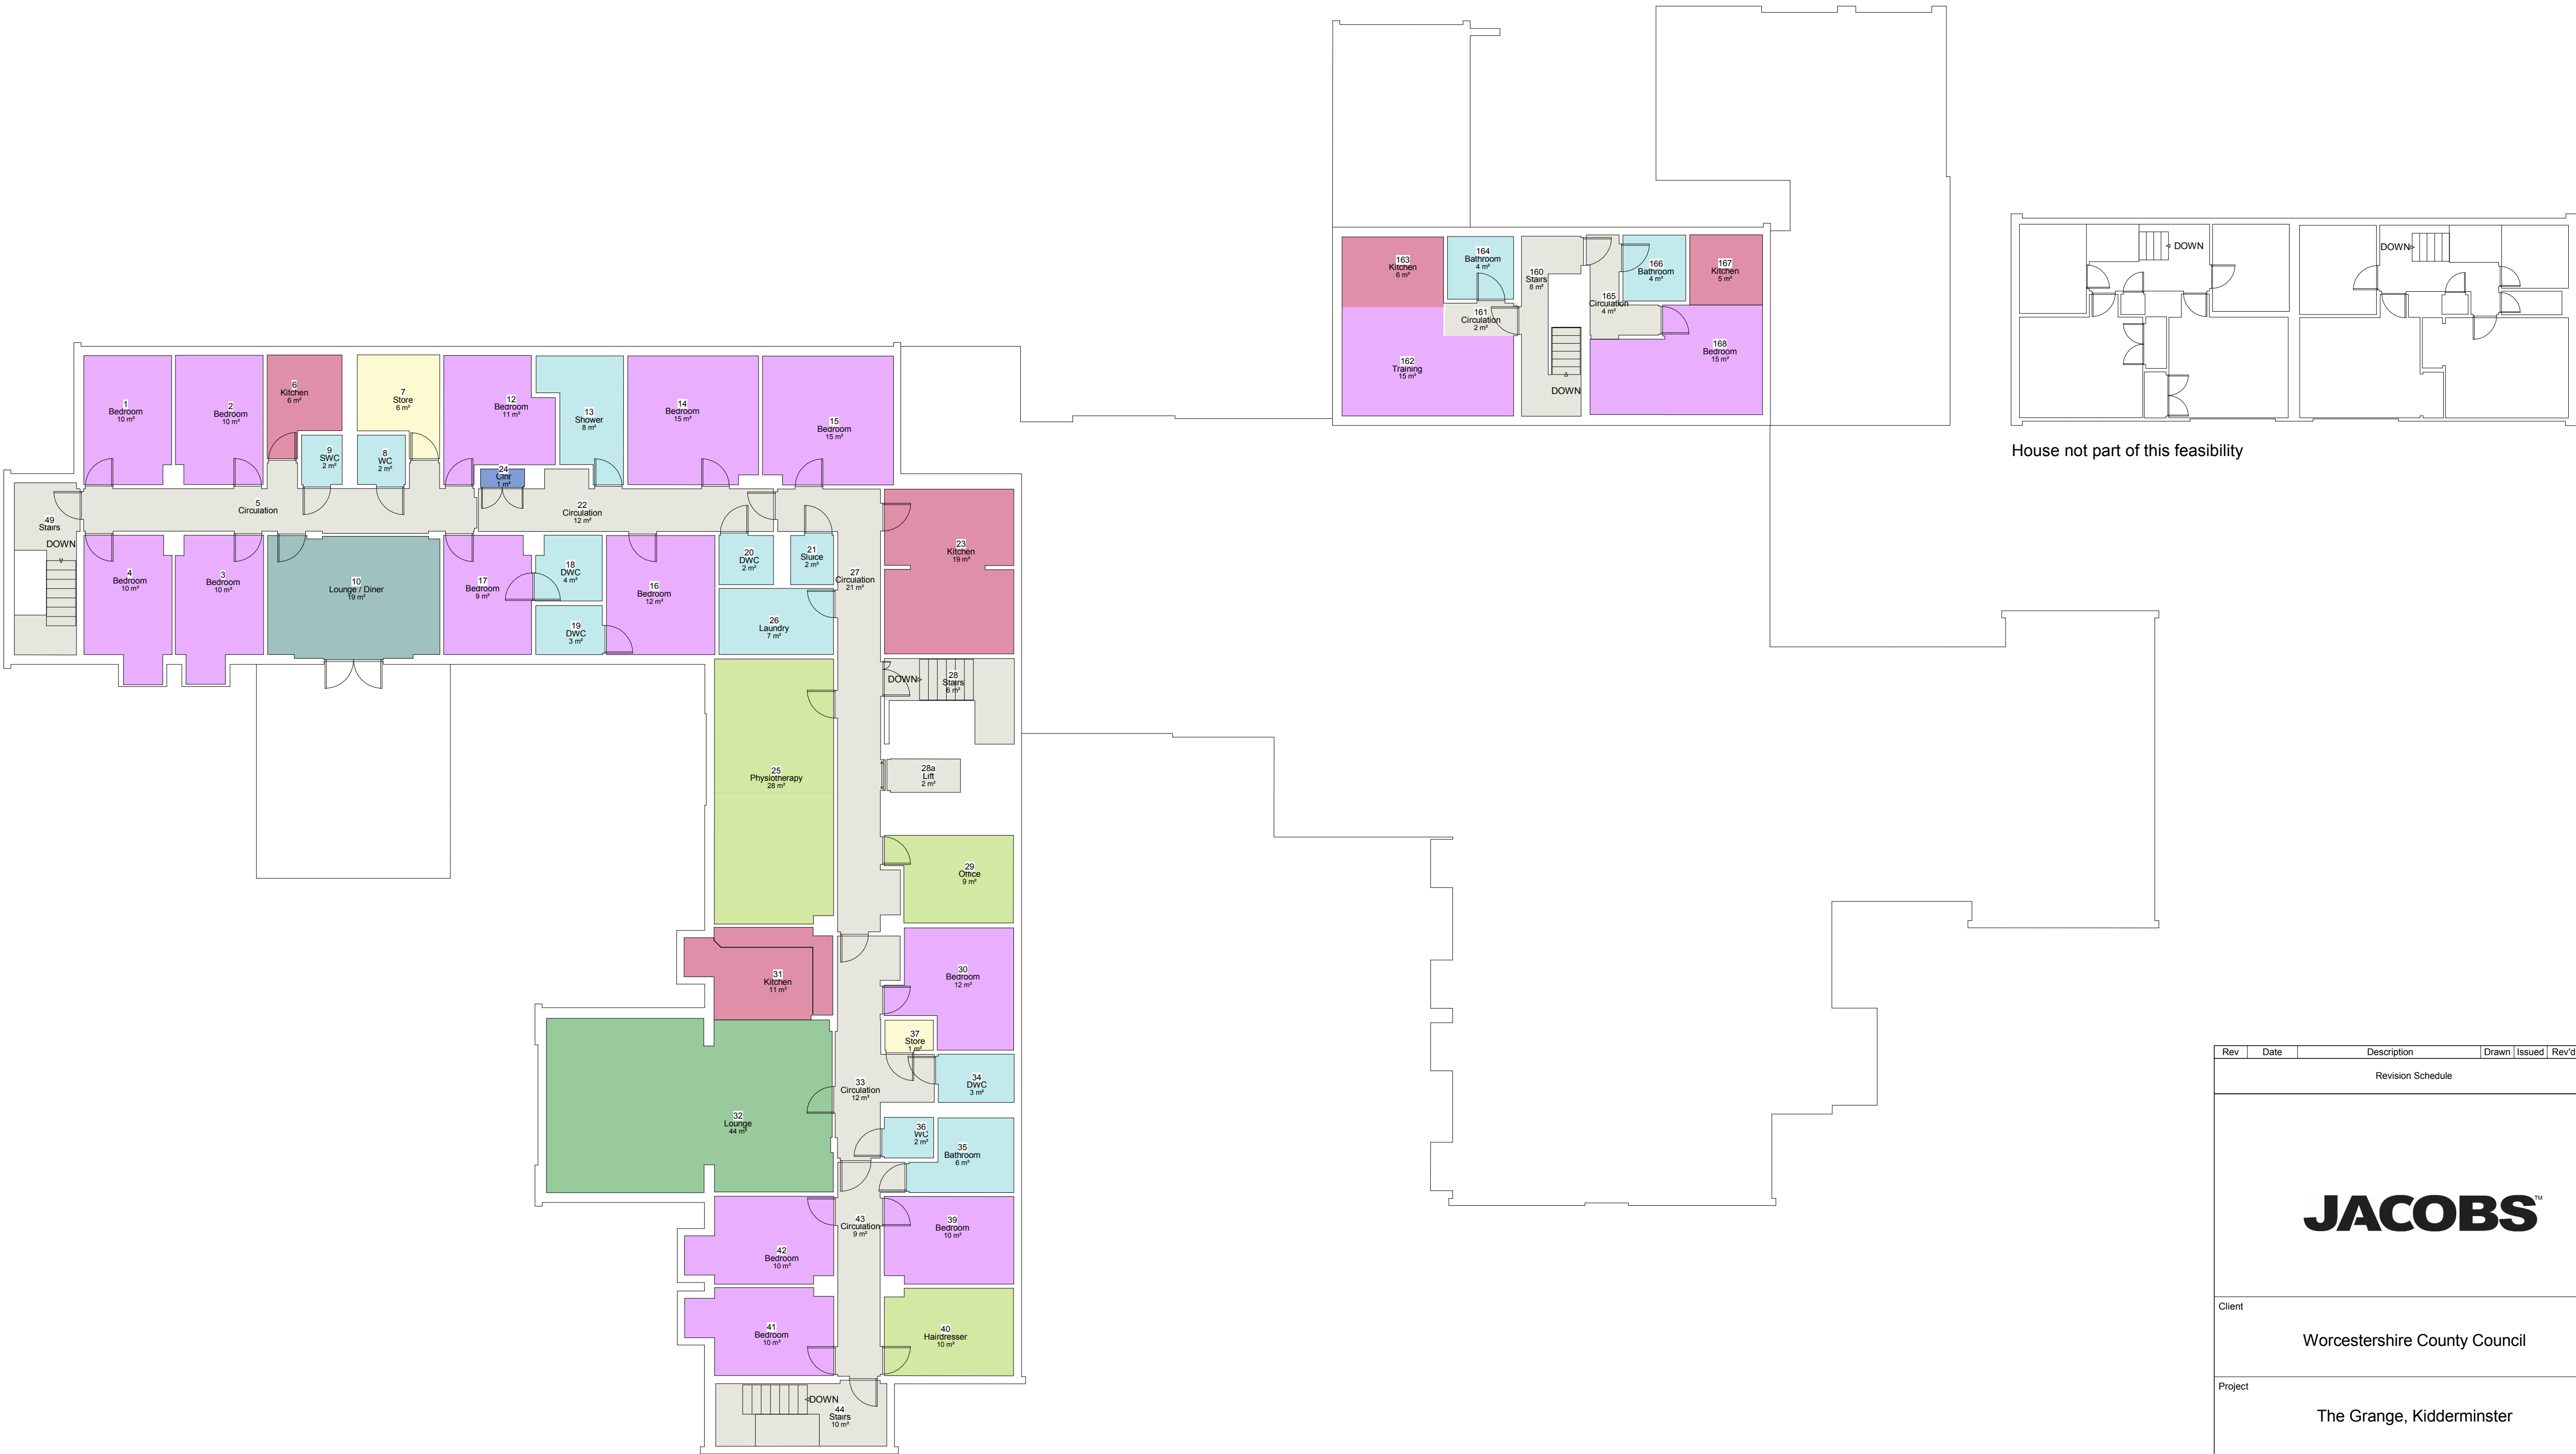 163
Kitchen
6 m²
164
Bathroom
4 m²
160
Stairs
8 m²
166
Bathroom
4 m²
167
Kitchen
5 m²
165
Circulation
4 m²
161
Circulation
2 m²
162
Training
15 m²
168
Bedroom
15 m²
DOWN
DOWN
DOWN
House not part of this feasibility
1
Bedroom
10 m²
2
Bedroom
10 m²
6
Kitchen
6 m²
7
Store
6 m²
12
Bedroom
11 m²
13
Shower
8 m²
14
Bedroom
15 m²
15
Bedroom
15 m²
9
SWC
2 m²
8
WC
2 m²
24
Clnr
1 m²
5
Circulation
22
Circulation
12 m²
49
Stairs
DOWN
4
Bedroom
10 m²
3
Bedroom
10 m²
10
Lounge / Diner
19 m²
17
Bedroom
9 m²
18
DWC
4 m²
19
DWC
3 m²
16
Bedroom
12 m²
20
DWC
2 m²
21
Sluice
2 m²
26
Laundry
7 m²
27
Circulation
21 m²
23
Kitchen
19 m²
DOWN
28
Stairs
6 m²
25
Physiotherapy
28 m²
28a
Lift
2 m²
29
Office
9 m²
31
Kitchen
11 m²
30
Bedroom
12 m²
37
Store
1 m²
33
Circulation
12 m²
34
DWC
3 m²
32
Lounge
44 m²
36
WC
2 m²
35
Bathroom
6 m²
43
Circulation
9 m²
39
Bedroom
10 m²
42
Bedroom
10 m²
41
Bedroom
10 m²
40
Hairdresser
10 m²
DOWN
44
Stairs
10 m²
Rev Date Description Drawn Issued Rev'd
Revision Schedule
JACOBS™
Client
Worcestershire County Council
Project
The Grange, Kidderminster